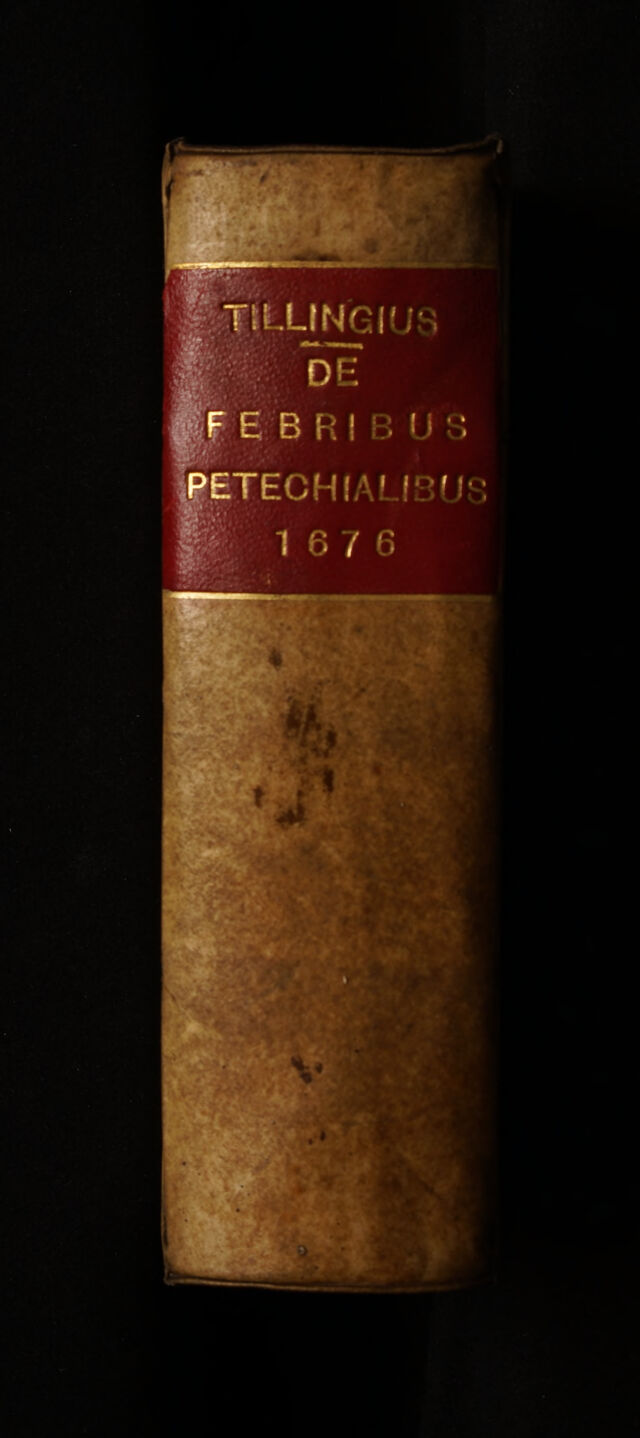 TILLINGIUS
DE
FEBRIBUS
PETECHIALIBUS
1676